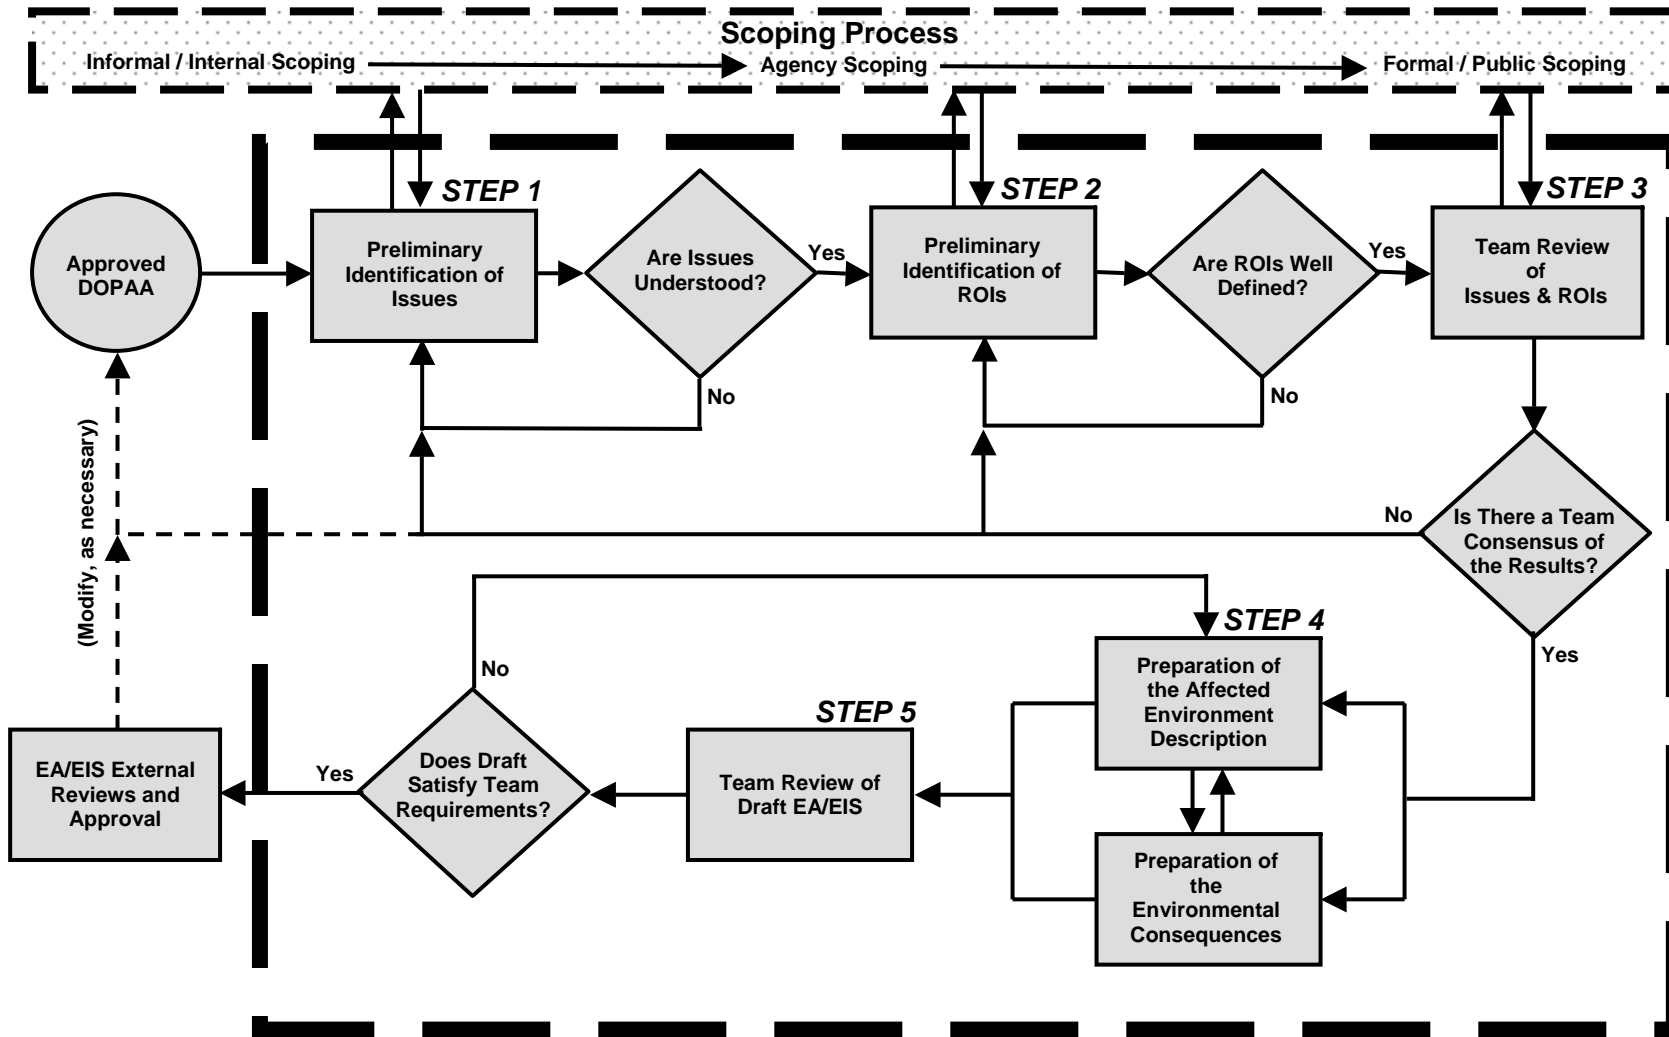 Scoping Process
Informal / Internal Scoping
Agency Scoping
Formal / Public Scoping
STEP 1
STEP 2
STEP 3
Approved
DOPAA
Preliminary
Identification of
Issues
Are Issues
Understood?
Yes
No
Preliminary
Identification of
ROIs
Are ROIs Well
Defined?
Yes
No
Team Review
of
Issues & ROIs
(Modify, as necessary)
No
Is There a Team
Consensus of
the Results?
Yes
STEP 4
Preparation of
the Affected
Environment
Description
Preparation of
the
Environmental
Consequences
STEP 5
Team Review of
Draft EA/EIS
No
Does Draft
Satisfy Team
Requirements?
Yes
EA/EIS External
Reviews and
Approval